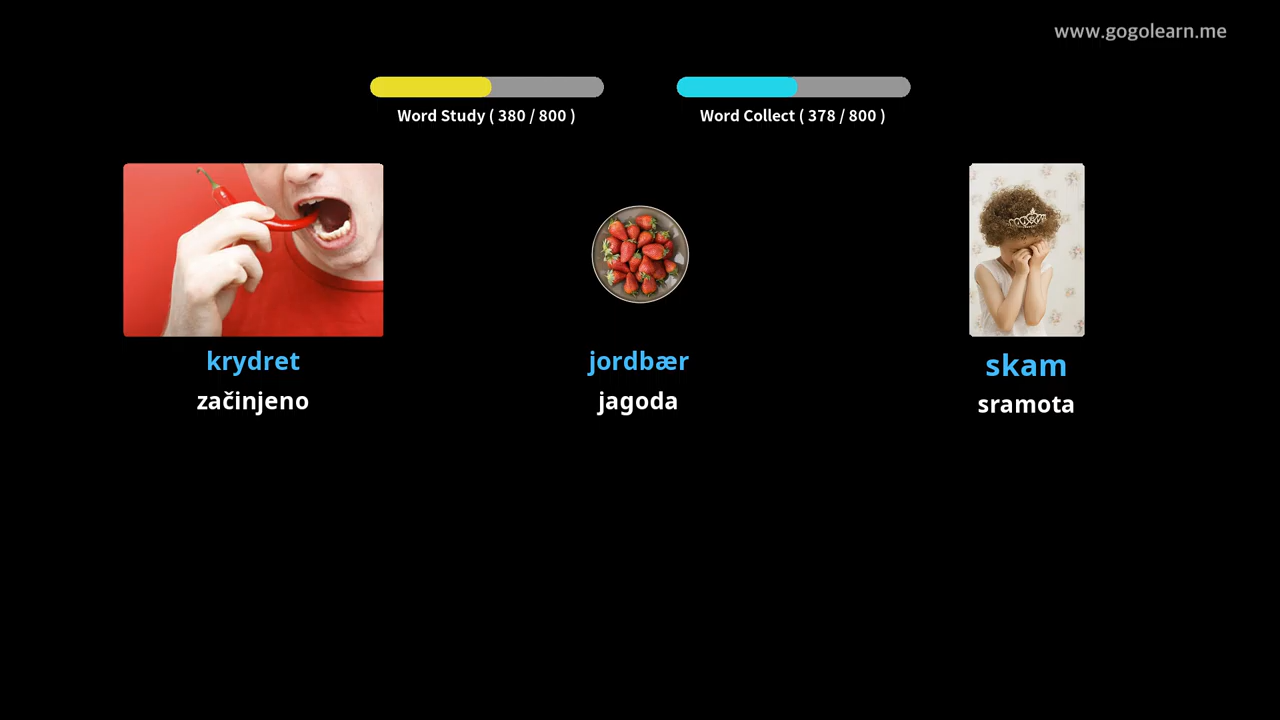 www.gogolearn.me
Word Study ( 380 / 800 )
Word Collect ( 378 / 800 )
krydret
začinjeno
jordbær
jagoda
skam
sramota